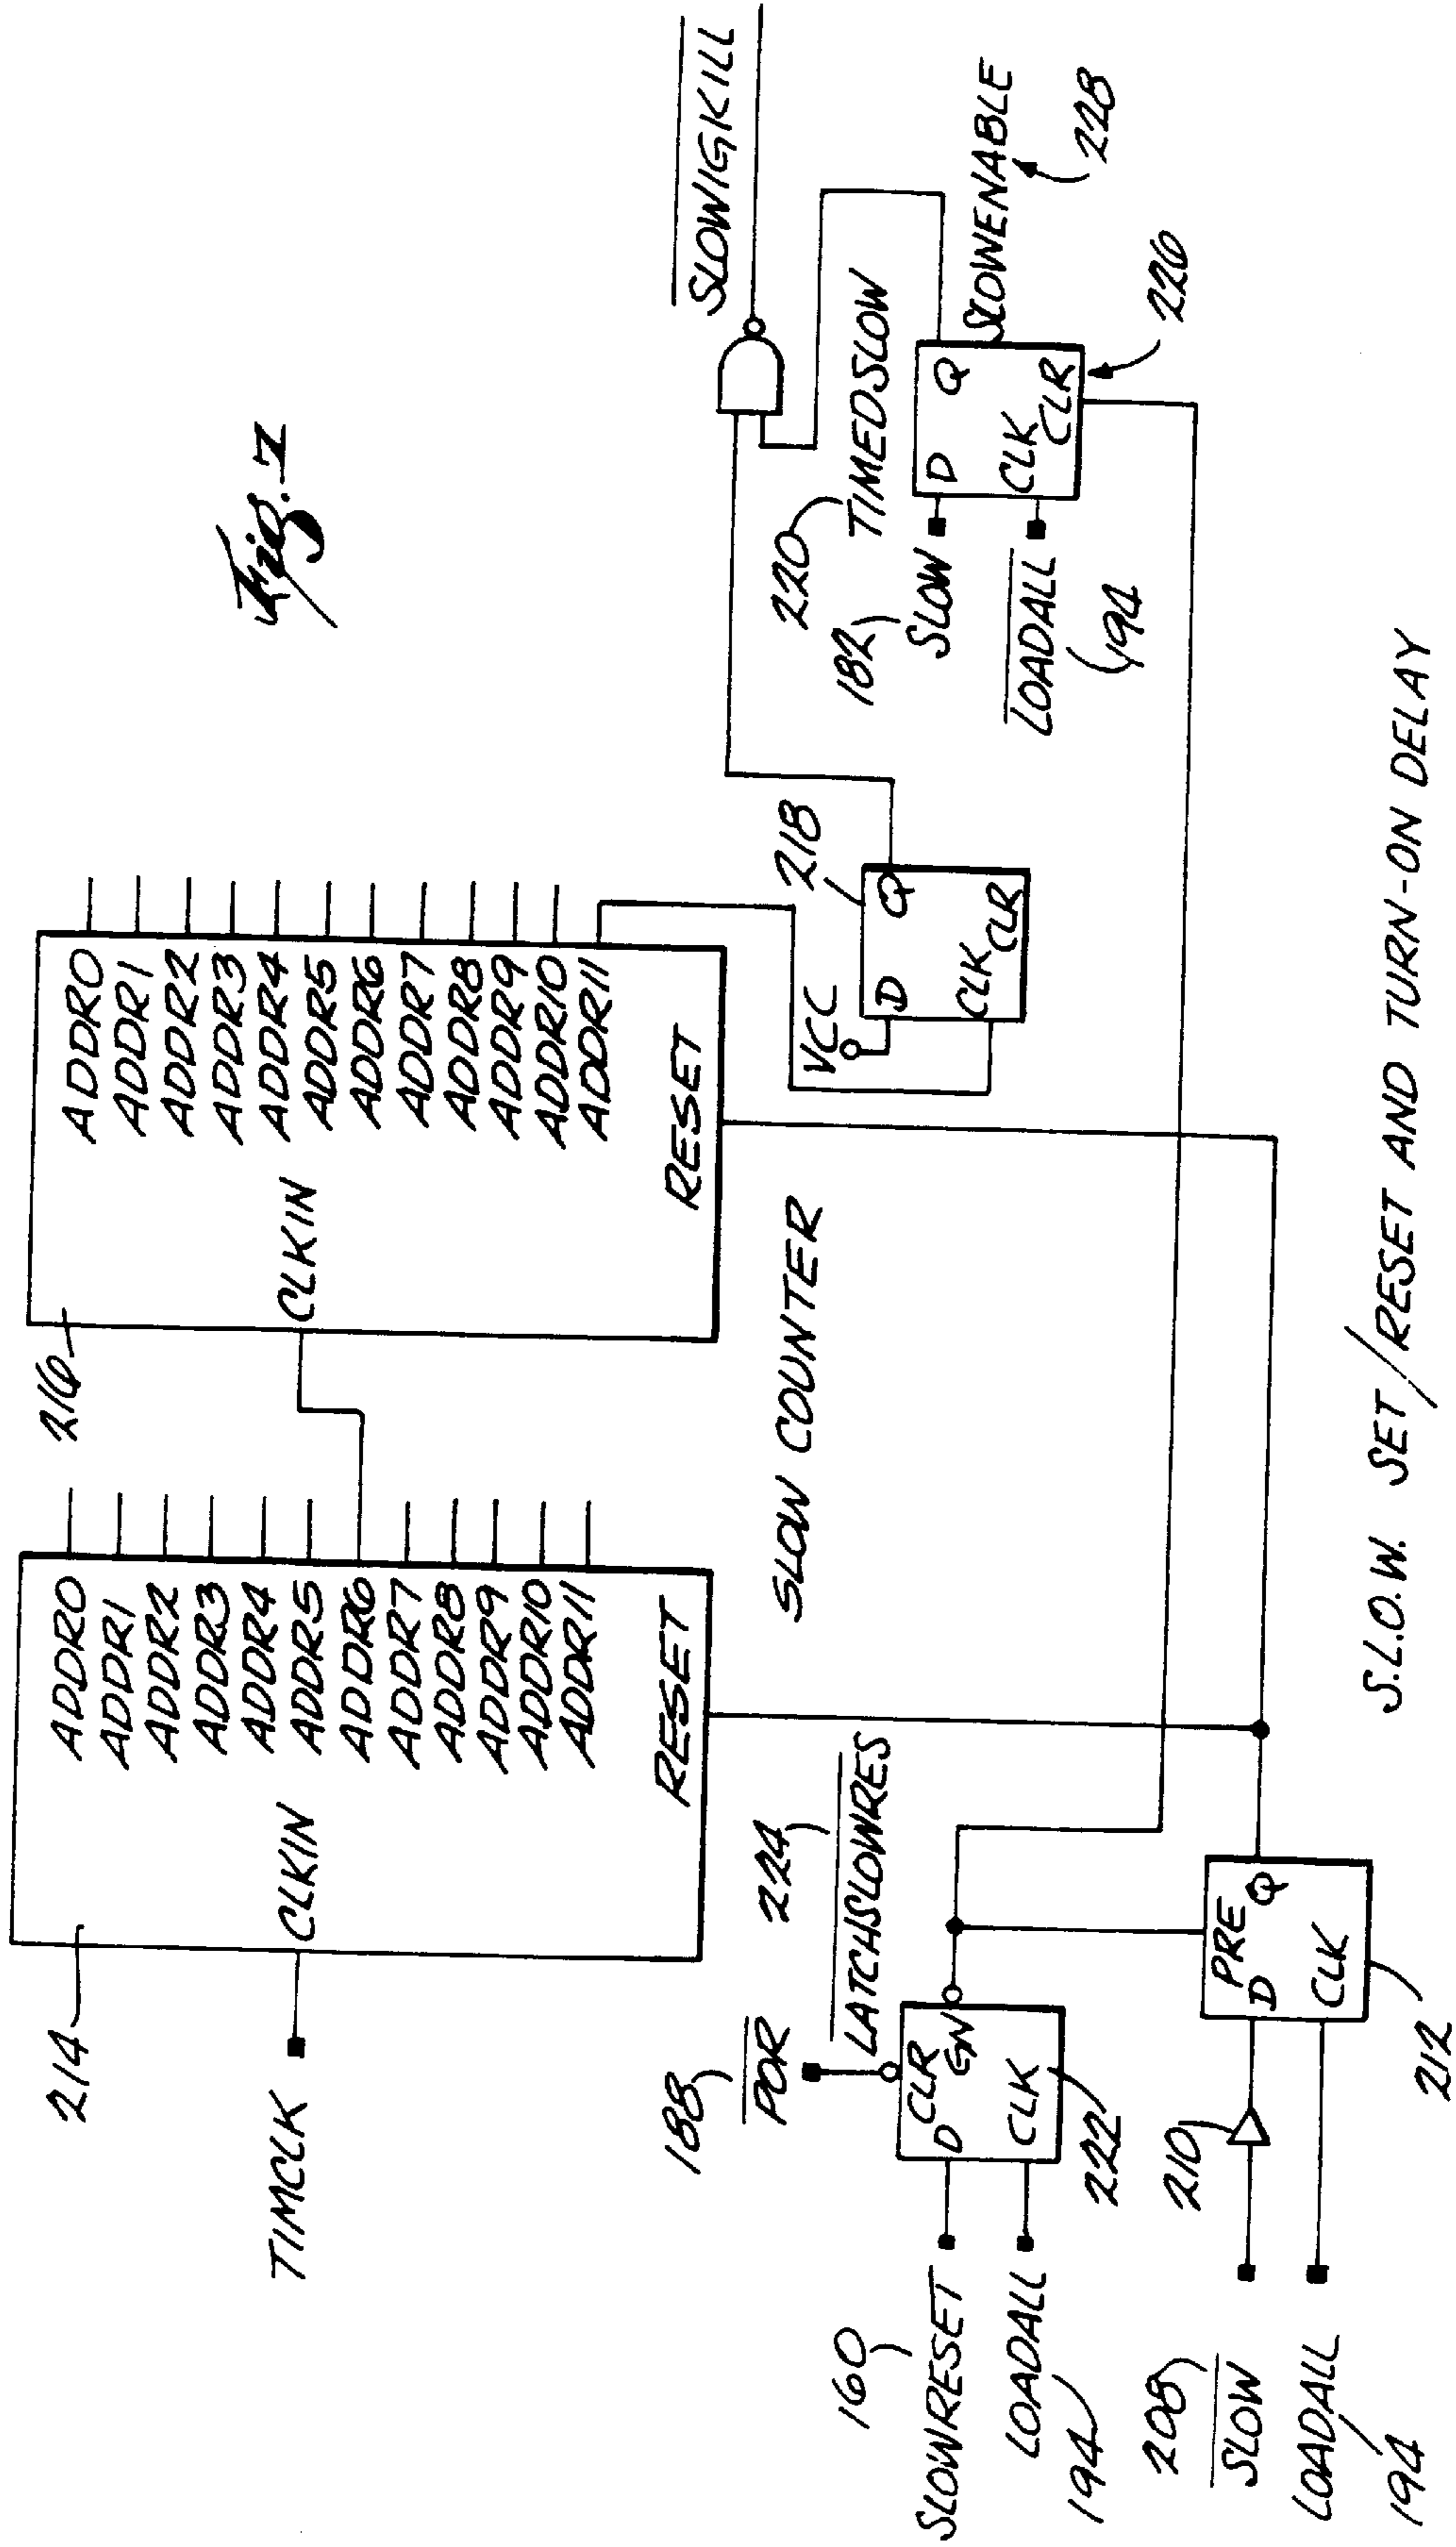 Fig. 7
214
TIMCLK
CLKIN
ADDR0
ADDR1
ADDR2
ADDR3
ADDR4
ADDR5
ADDR6
ADDR7
ADDR8
ADDR9
ADDR10
ADDR11
RESET
216
CLKIN
ADDR0
ADDR1
ADDR2
ADDR3
ADDR4
ADDR5
ADDR6
ADDR7
ADDR8
ADDR9
ADDR10
ADDR11
RESET
SLOW COUNTER
VCC
218
D Q
CLK
CLR
SLOWIGKILL
220
TIMEDSLOW
182
SLOW
LOADALL
194
D Q
CLK
CLR
SLOWENABLE
228
226
188
POR
224
LATCHSLOWRES
160
SLOWRESET
LOADALL
194
D CLR
GN
CLK
222
208
SLOW
LOADALL
194
210
PRE
D Q
CLK
212
S.L.O.W. SET/RESET AND TURN-ON DELAY